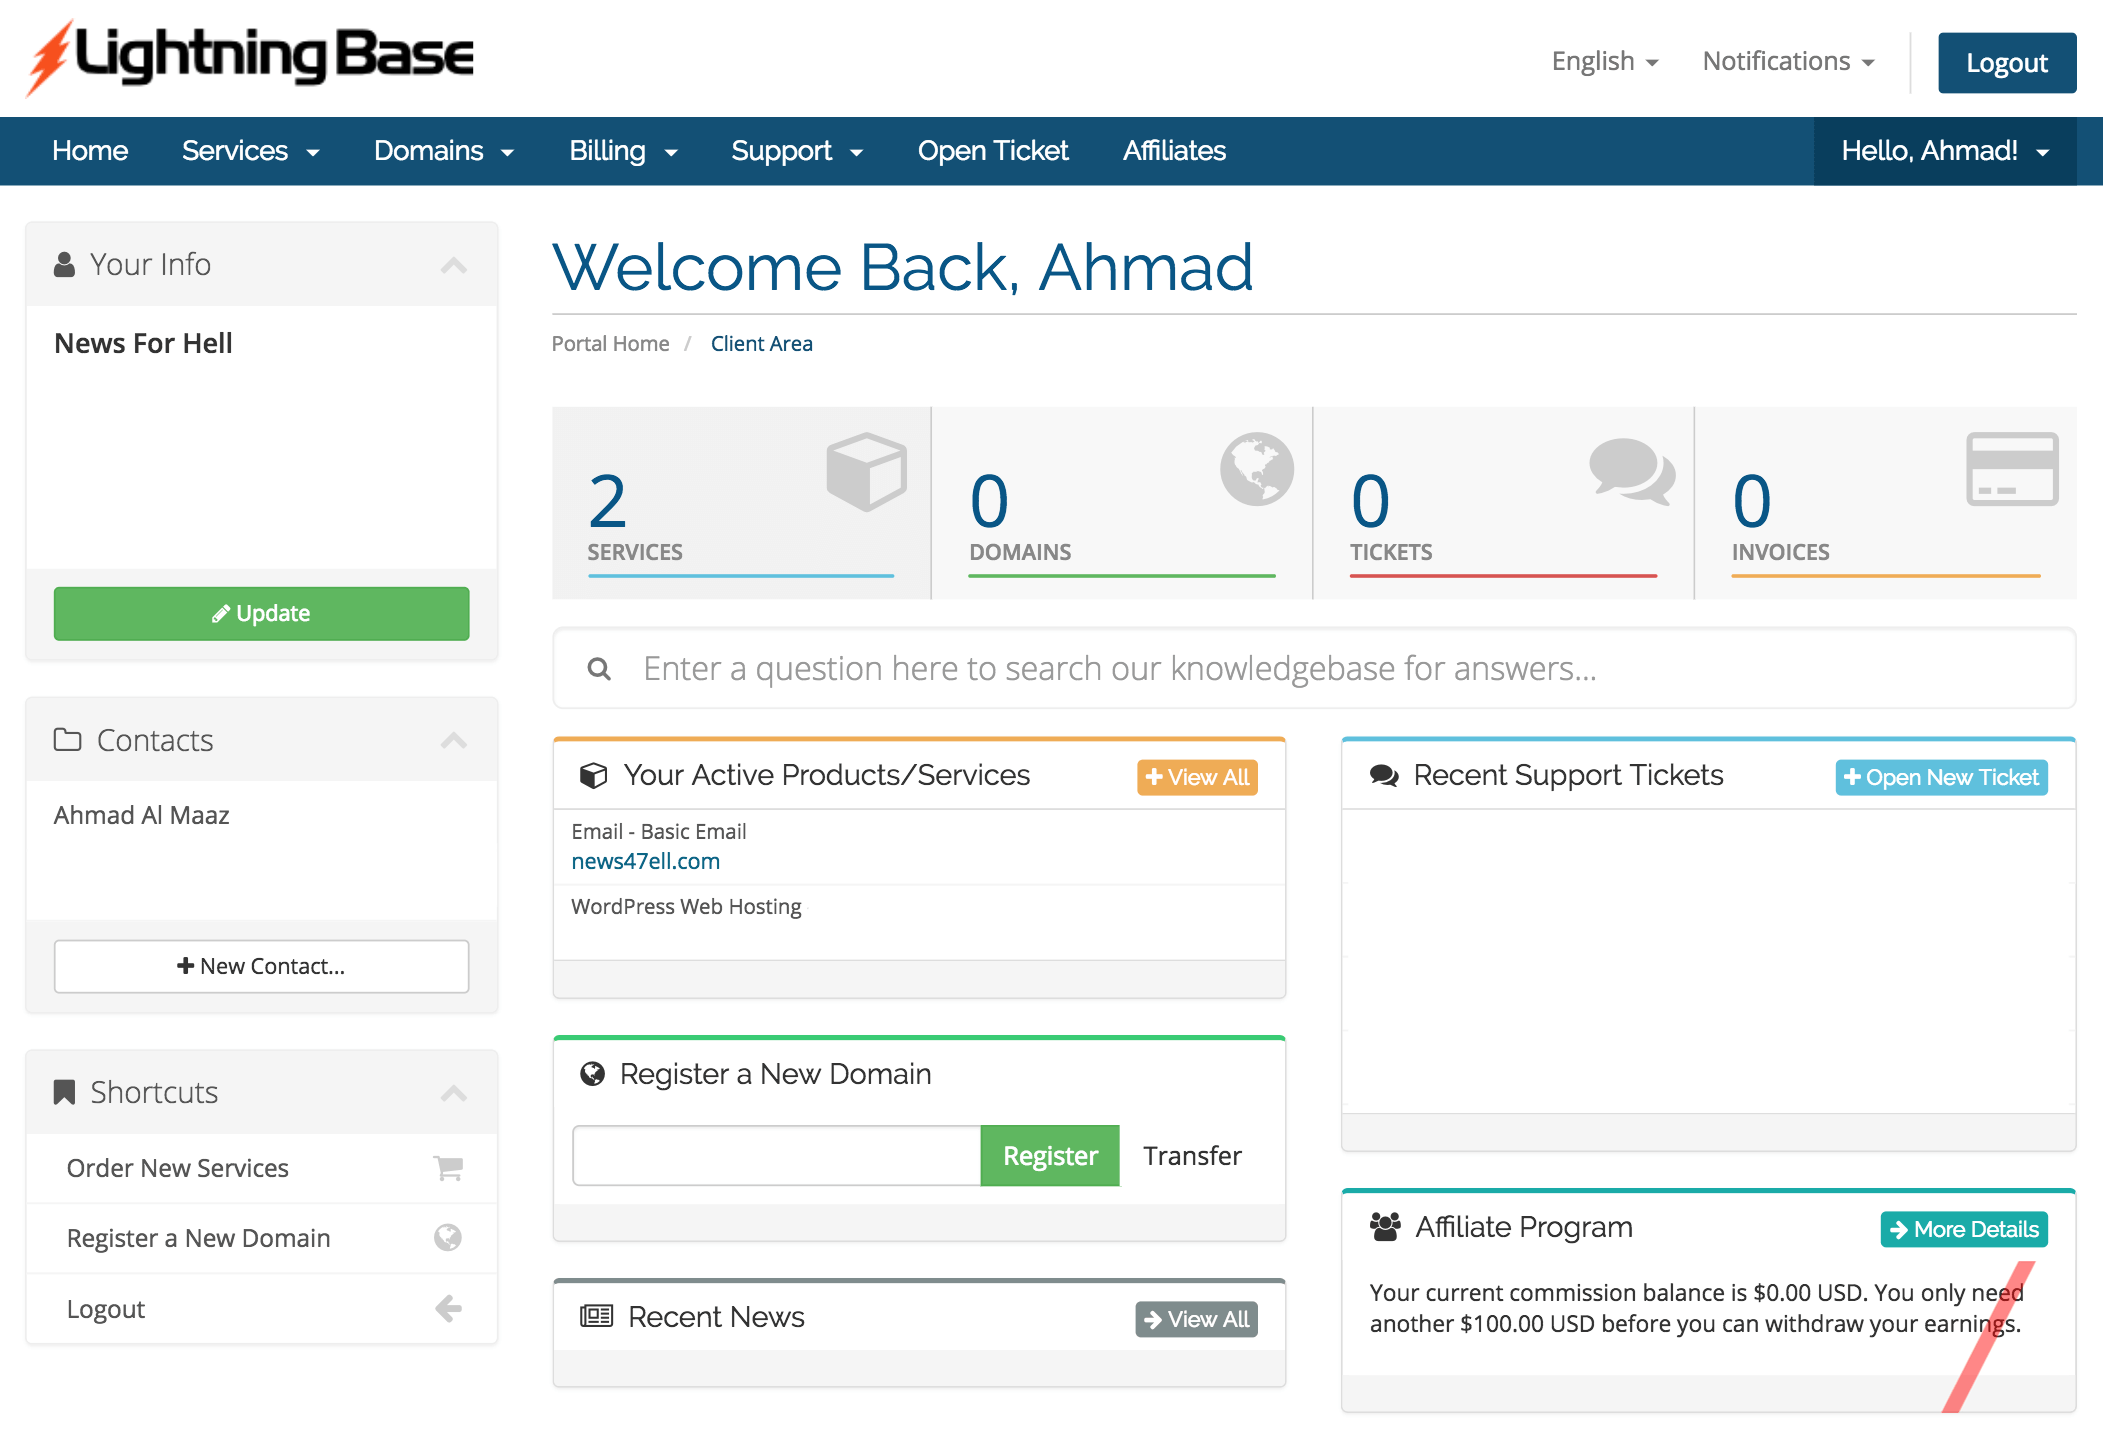 Lightning Base
English
Notifications
Logout
Home
Services
Domains
Billing
Support
Open Ticket
Affiliates
Hello, Ahmad!
Your Info
News For Hell
Update
Contacts
Ahmad Al Maaz
New Contact...
Shortcuts
Order New Services
Register a New Domain
Logout
Welcome Back, Ahmad
Portal Home / Client Area
2
SERVICES
0
DOMAINS
0
TICKETS
0
INVOICES
Enter a question here to search our knowledgebase for answers...
Your Active Products/Services
View All
Email - Basic Email
news47ell.com
WordPress Web Hosting
Register a New Domain
Register
Transfer
Recent News
View All
Recent Support Tickets
Open New Ticket
Affiliate Program
More Details
Your current commission balance is $0.00 USD. You only need
another $100.00 USD before you can withdraw your earnings.